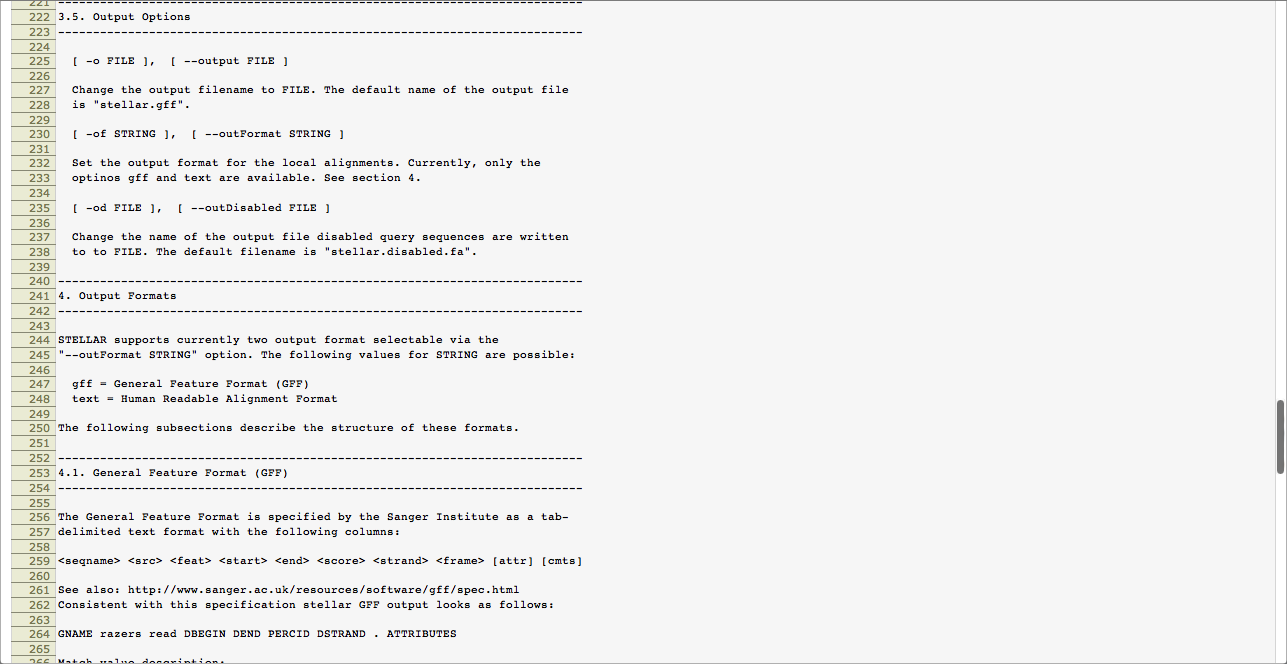 221 ---------------------------------------------------------------------------
222 3.5. Output Options
223 ---------------------------------------------------------------------------
224
225   [ -o FILE ],  [ --output FILE ]
226
227   Change the output filename to FILE. The default name of the output file
228   is "stellar.gff".
229
230   [ -of STRING ],  [ --outFormat STRING ]
231
232   Set the output format for the local alignments. Currently, only the
233   optinos gff and text are available. See section 4.
234
235   [ -od FILE ],  [ --outDisabled FILE ]
236
237   Change the name of the output file disabled query sequences are written
238   to to FILE. The default filename is "stellar.disabled.fa".
239
240 ---------------------------------------------------------------------------
241 4. Output Formats
242 ---------------------------------------------------------------------------
243
244 STELLAR supports currently two output format selectable via the
245 "--outFormat STRING" option. The following values for STRING are possible:
246
247   gff = General Feature Format (GFF)
248   text = Human Readable Alignment Format
249
250 The following subsections describe the structure of these formats.
251
252 ---------------------------------------------------------------------------
253 4.1. General Feature Format (GFF)
254 ---------------------------------------------------------------------------
255
256 The General Feature Format is specified by the Sanger Institute as a tab-
257 delimited text format with the following columns:
258
259 <seqname> <src> <feat> <start> <end> <score> <strand> <frame> [attr] [cmts]
260
261 See also: http://www.sanger.ac.uk/resources/software/gff/spec.html
262 Consistent with this specification stellar GFF output looks as follows:
263
264 GNAME razers read DBEGIN DEND PERCID DSTRAND . ATTRIBUTES
265
266 Match value description: